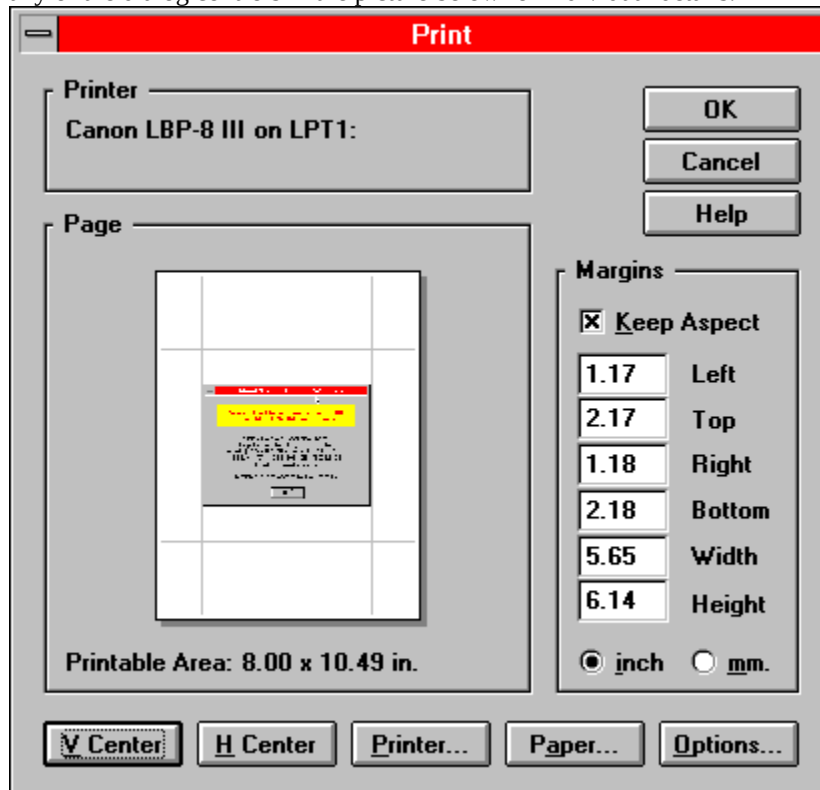 Print
Printer
Canon LBP-8 III on LPT1:
OK
Cancel
Help
Page
Printable Area: 8.00 x 10.49 in.
Margins
Keep Aspect
1.17 Left
2.17 Top
1.18 Right
2.18 Bottom
5.65 Width
6.14 Height
inch mm.
V Center H Center Printer... Paper... Options...